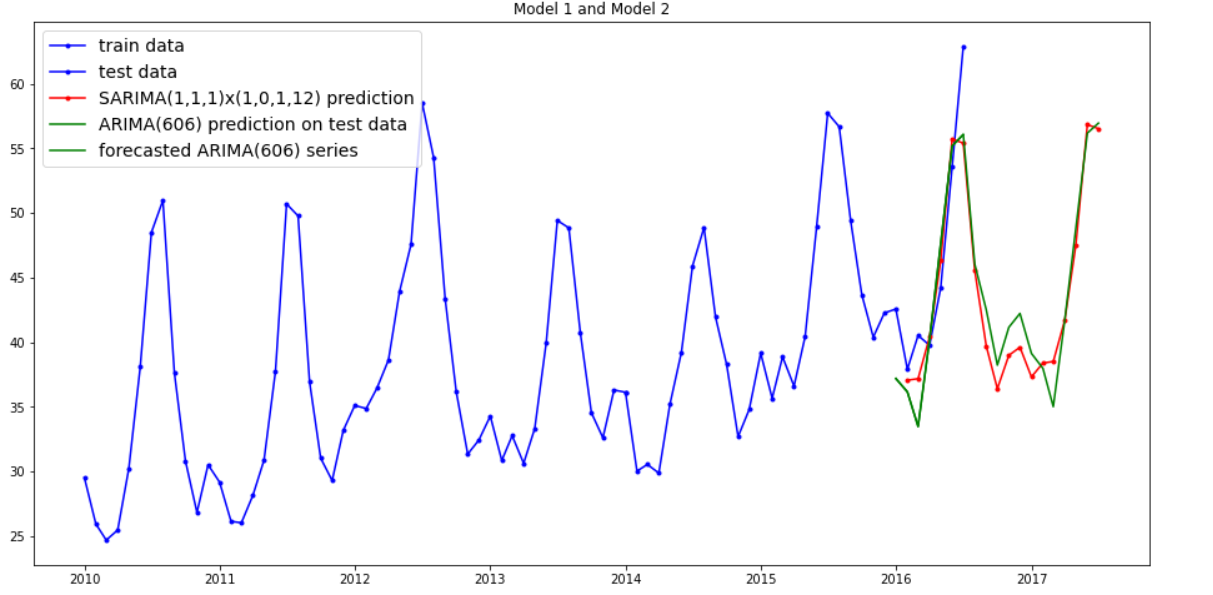 Model 1 and Model 2
train data
test data
SARIMA(1,1,1)x(1,0,1,12) prediction
ARIMA(606) prediction on test data
forecasted ARIMA(606) series
60
55
50
45
40
35
30
25
2010 2011 2012 2013 2014 2015 2016 2017